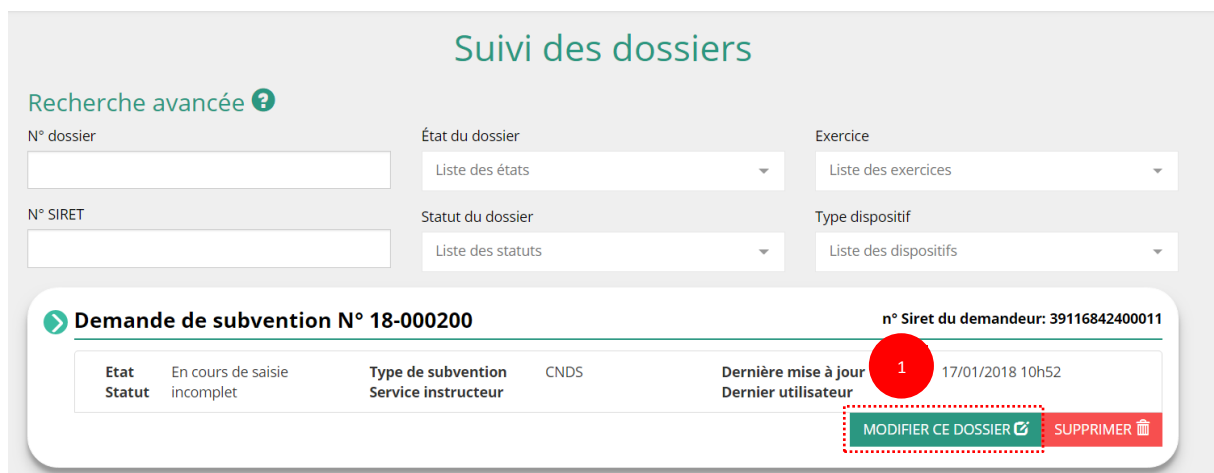 Suivi des dossiers
Recherche avancée ?
N° dossier
État du dossier
Exercice
Liste des états
Liste des exercices
N° SIRET
Statut du dossier
Type dispositif
Liste des statuts
Liste des dispositifs
Demande de subvention N° 18-000200
n° Siret du demandeur: 39116842400011
Etat En cours de saisie Type de subvention CNDS Dernière mise à jour 1 17/01/2018 10h52
Statut incomplet Service instructeur Dernier utilisateur
MODIFIER CE DOSSIER SUPPRIMER